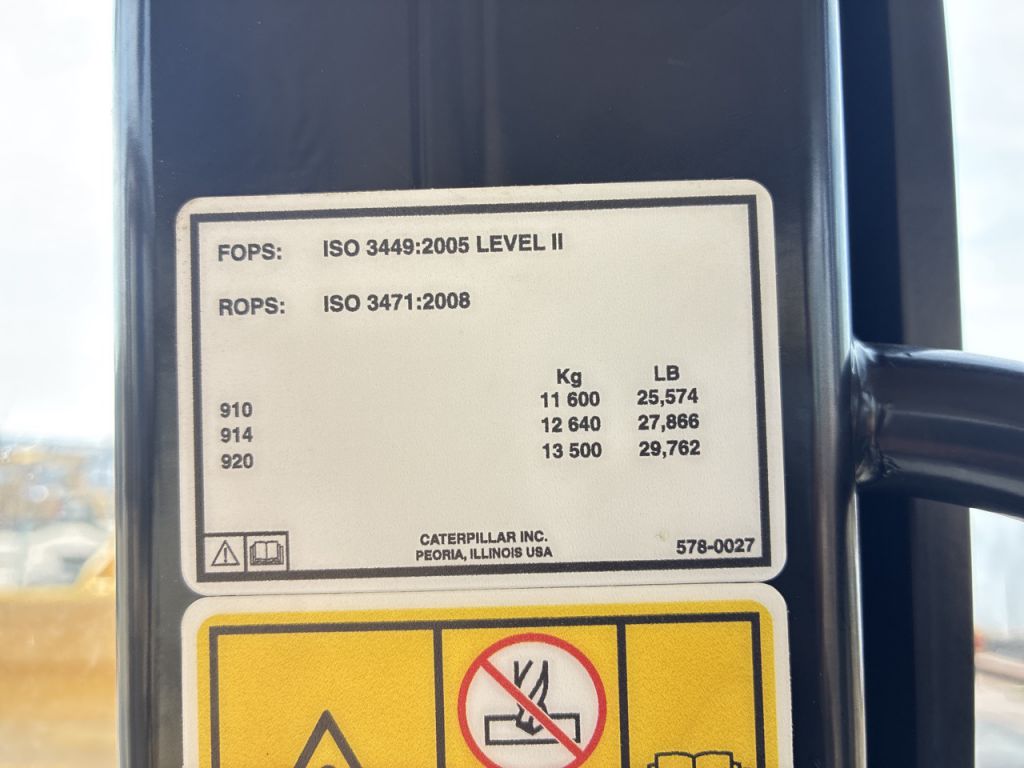 FOPS: ISO 3449:2005 LEVEL II
ROPS: ISO 3471:2008
Kg LB
910 11 600 25,574
914 12 640 27,866
920 13 500 29,762
CATERPILLAR INC.
PEORIA, ILLINOIS USA
578-0027